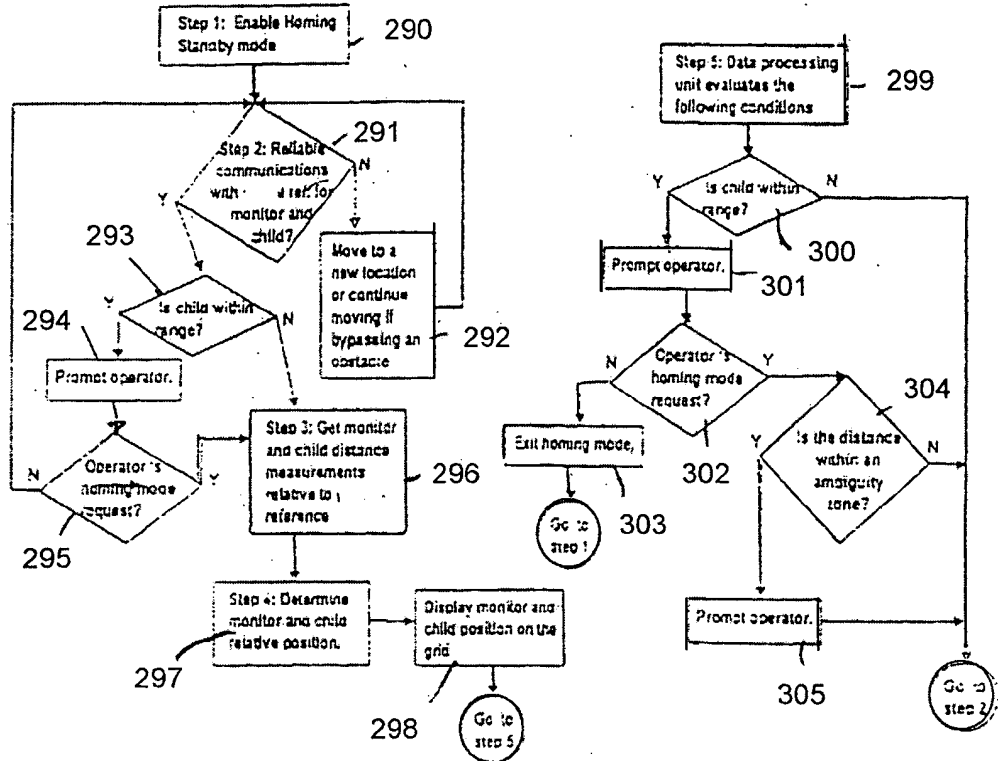 Step 1: Enable Homing
Standby mode
290
291
Step 2: Reliable
communications
with a ref. for
monitor and
child?
Y
N
Move to a
new location
or continue
moving if
bypassing an
obstacle
292
293
Is child within
range?
Y
N
294
Prompt operator.
Operator's
homing mode
request?
N
Y
295
Step 3: Get monitor
and child distance
measurements
relative to
reference
296
Step 4: Determine
monitor and child
relative position.
297
Display monitor and
child position on the
grid
298
Go to
step 5
Step 5: Data processing
unit evaluates the
following conditions
299
Is child within
range?
Y
N
300
Prompt operator.
301
Operator's
homing mode
request?
N
Y
302
Exit homing mode,
303
Go to
step 1
304
Is the distance
within an
ambiguity
zone?
Y
N
Prompt operator.
305
Go to
step 2